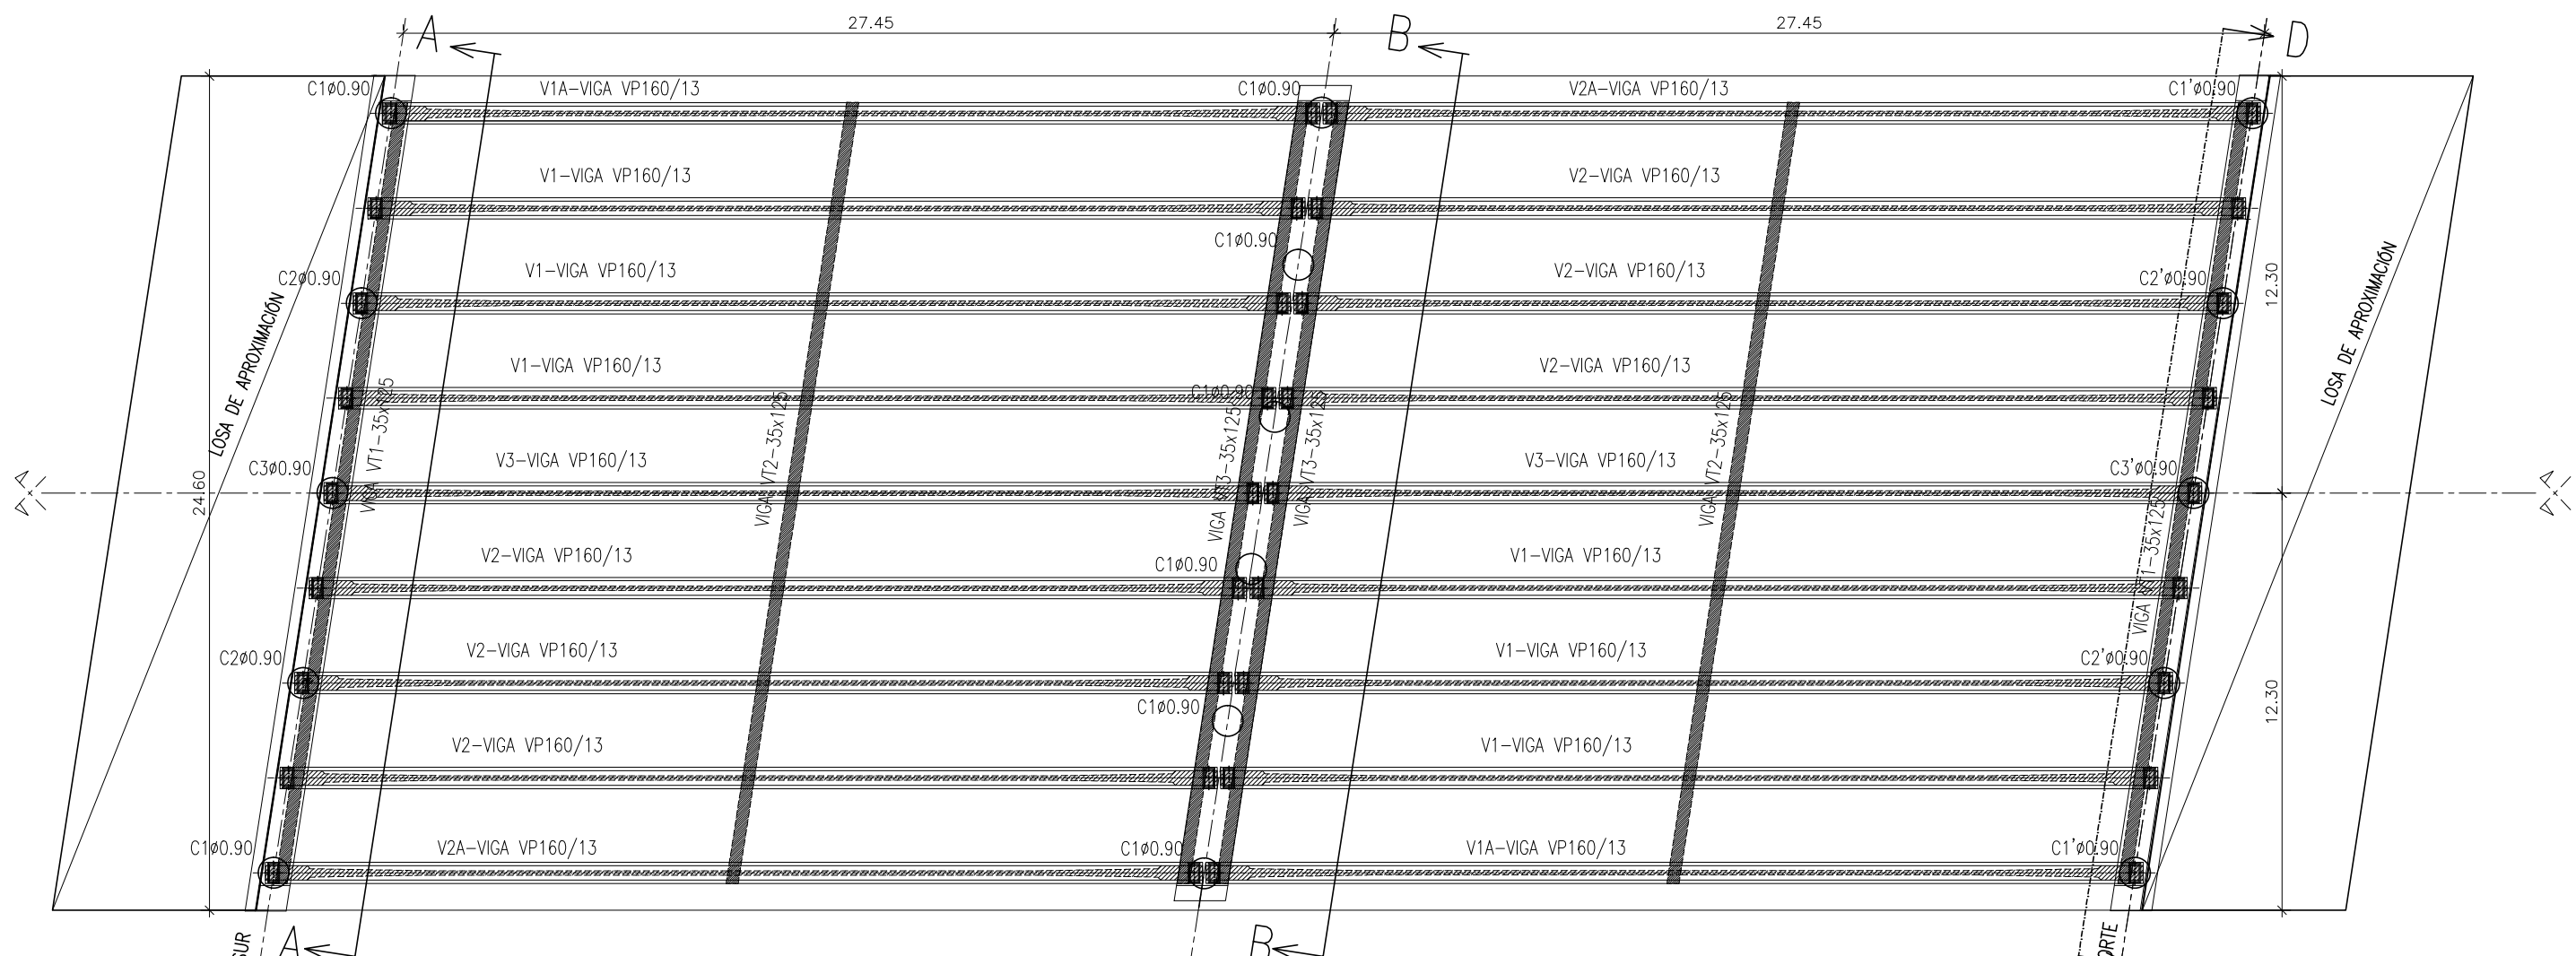 27.45
27.45
A
B
D
C1ø0.90
V1A-VIGA VP160/13
C1ø0.90
V2A-VIGA VP160/13
C1'ø0.90
V1-VIGA VP160/13
V2-VIGA VP160/13
C1ø0.90
C2ø0.90
V1-VIGA VP160/13
V2-VIGA VP160/13
C2'ø0.90
12.30
LOSA DE APROXIMACIÓN
LOSA DE APROXIMACIÓN
V1-VIGA VP160/13
C1ø0.90
V2-VIGA VP160/13
VIGA VT1-35x125
VIGA VT2-35x125
VIGA VT3-35x125
VIGA VT3-35x125
VIGA VT2-35x125
VIGA VT1-35x125
24.60
C3ø0.90
V3-VIGA VP160/13
V3-VIGA VP160/13
C3'ø0.90
V2-VIGA VP160/13
C1ø0.90
V1-VIGA VP160/13
C2ø0.90
V2-VIGA VP160/13
V1-VIGA VP160/13
C2'ø0.90
12.30
C1ø0.90
V2-VIGA VP160/13
V1-VIGA VP160/13
C1ø0.90
V2A-VIGA VP160/13
C1ø0.90
V1A-VIGA VP160/13
C1'ø0.90
SUR
A
B
ORTE